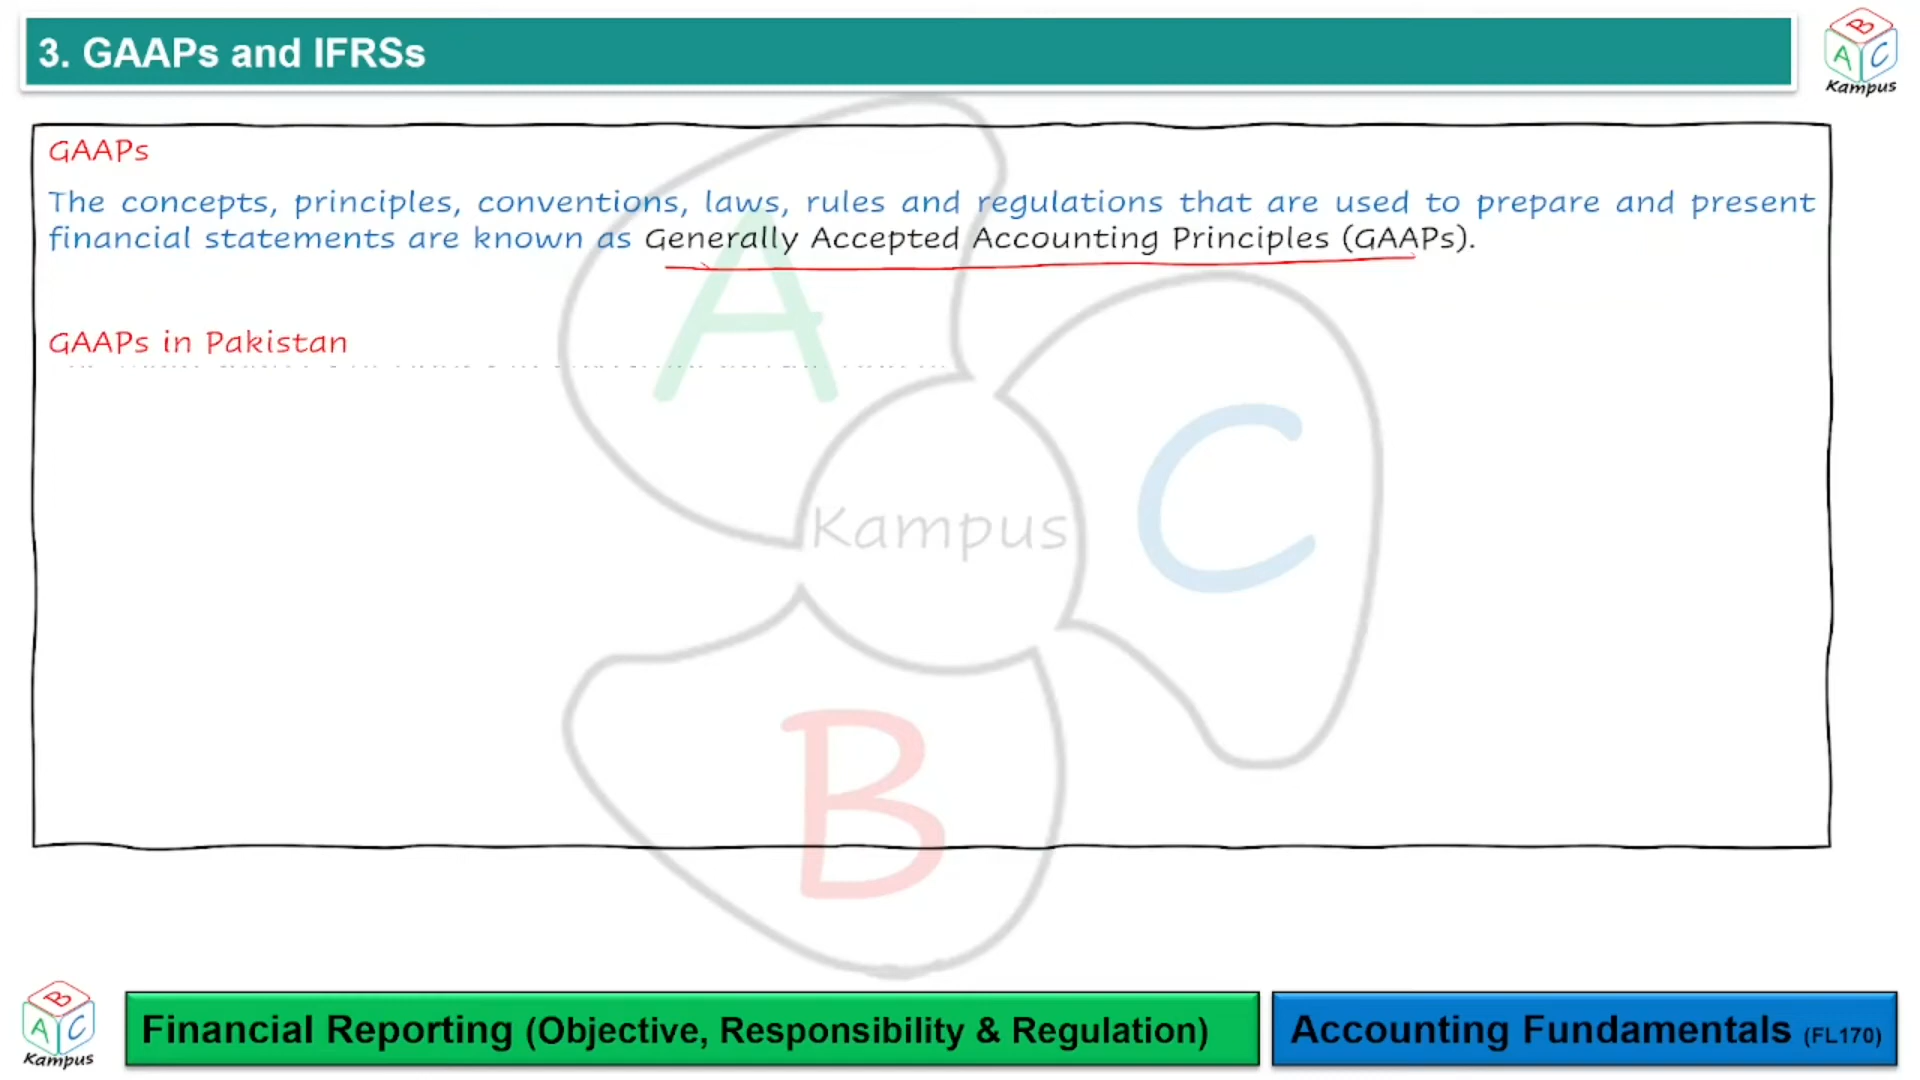 3. GAAPs and IFRSs
B
A C
Kampus
GAAPs
The concepts, principles, conventions, laws, rules and regulations that are used to prepare and present
financial statements are known as Generally Accepted Accounting Principles (GAAPs).
GAAPs in Pakistan
A
C
Kampus
B
B
A C
Kampus
Financial Reporting (Objective, Responsibility & Regulation)
Accounting Fundamentals (FL170)